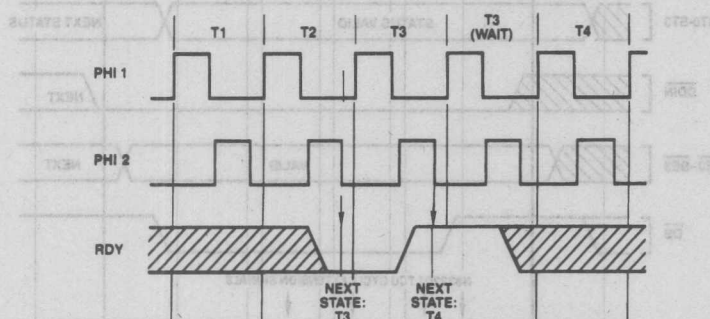 T1 T2 T3 T3 T4
(WAIT)
PHI 1
PHI 2
RDY
NEXT NEXT
STATE: STATE:
T3 T4